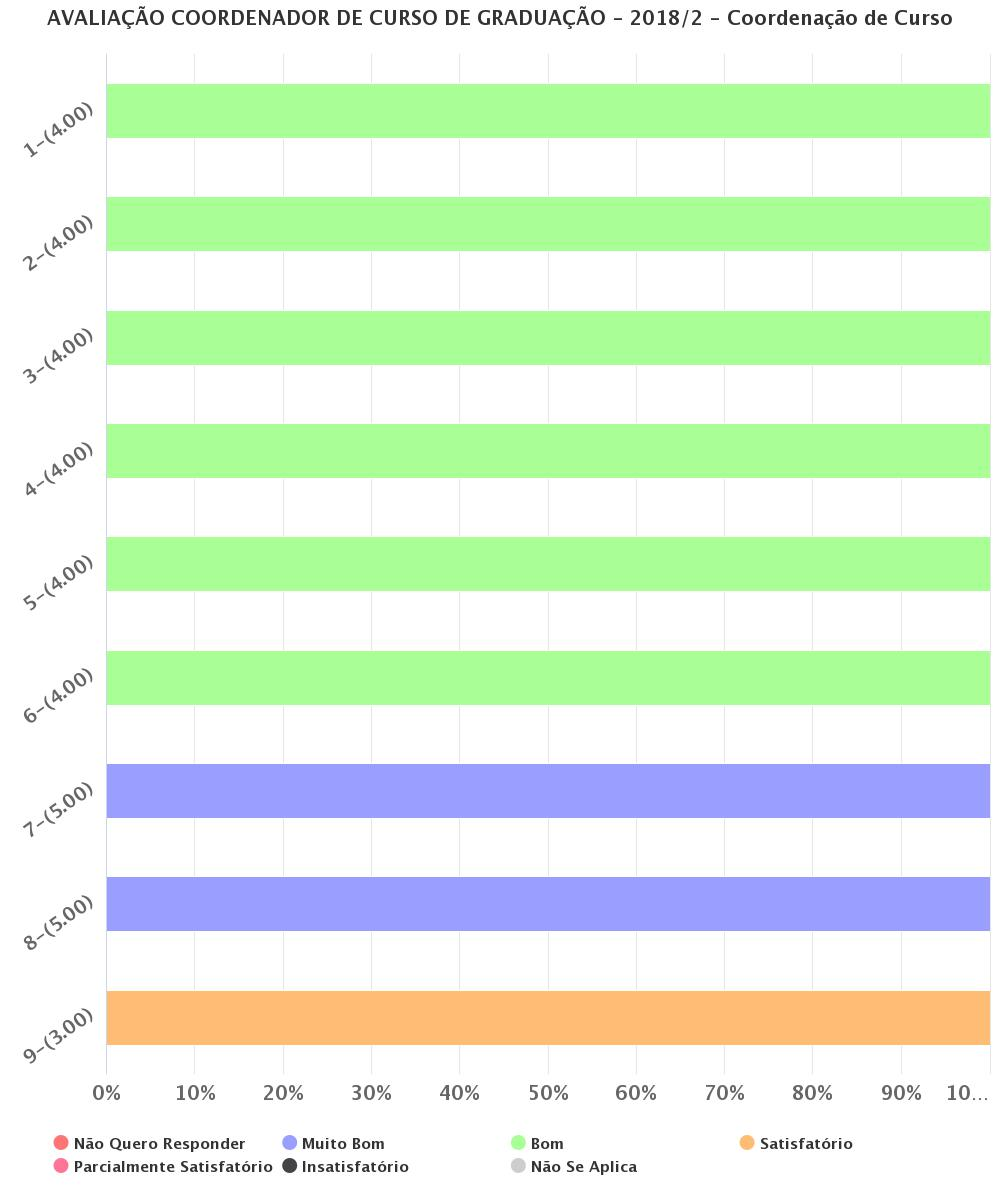 AVALIAÇÃO COORDENADOR DE CURSO DE GRADUAÇÃO - 2018/2 - Coordenação de Curso
1-(4.00)
2-(4.00)
3-(4.00)
4-(4.00)
5-(4.00)
6-(4.00)
7-(5.00)
8-(5.00)
9-(3.00)
0% 10% 20% 30% 40% 50% 60% 70% 80% 90% 10...
Não Quero Responder Muito Bom Bom Satisfatório
Parcialmente Satisfatório Insatisfatório Não Se Aplica